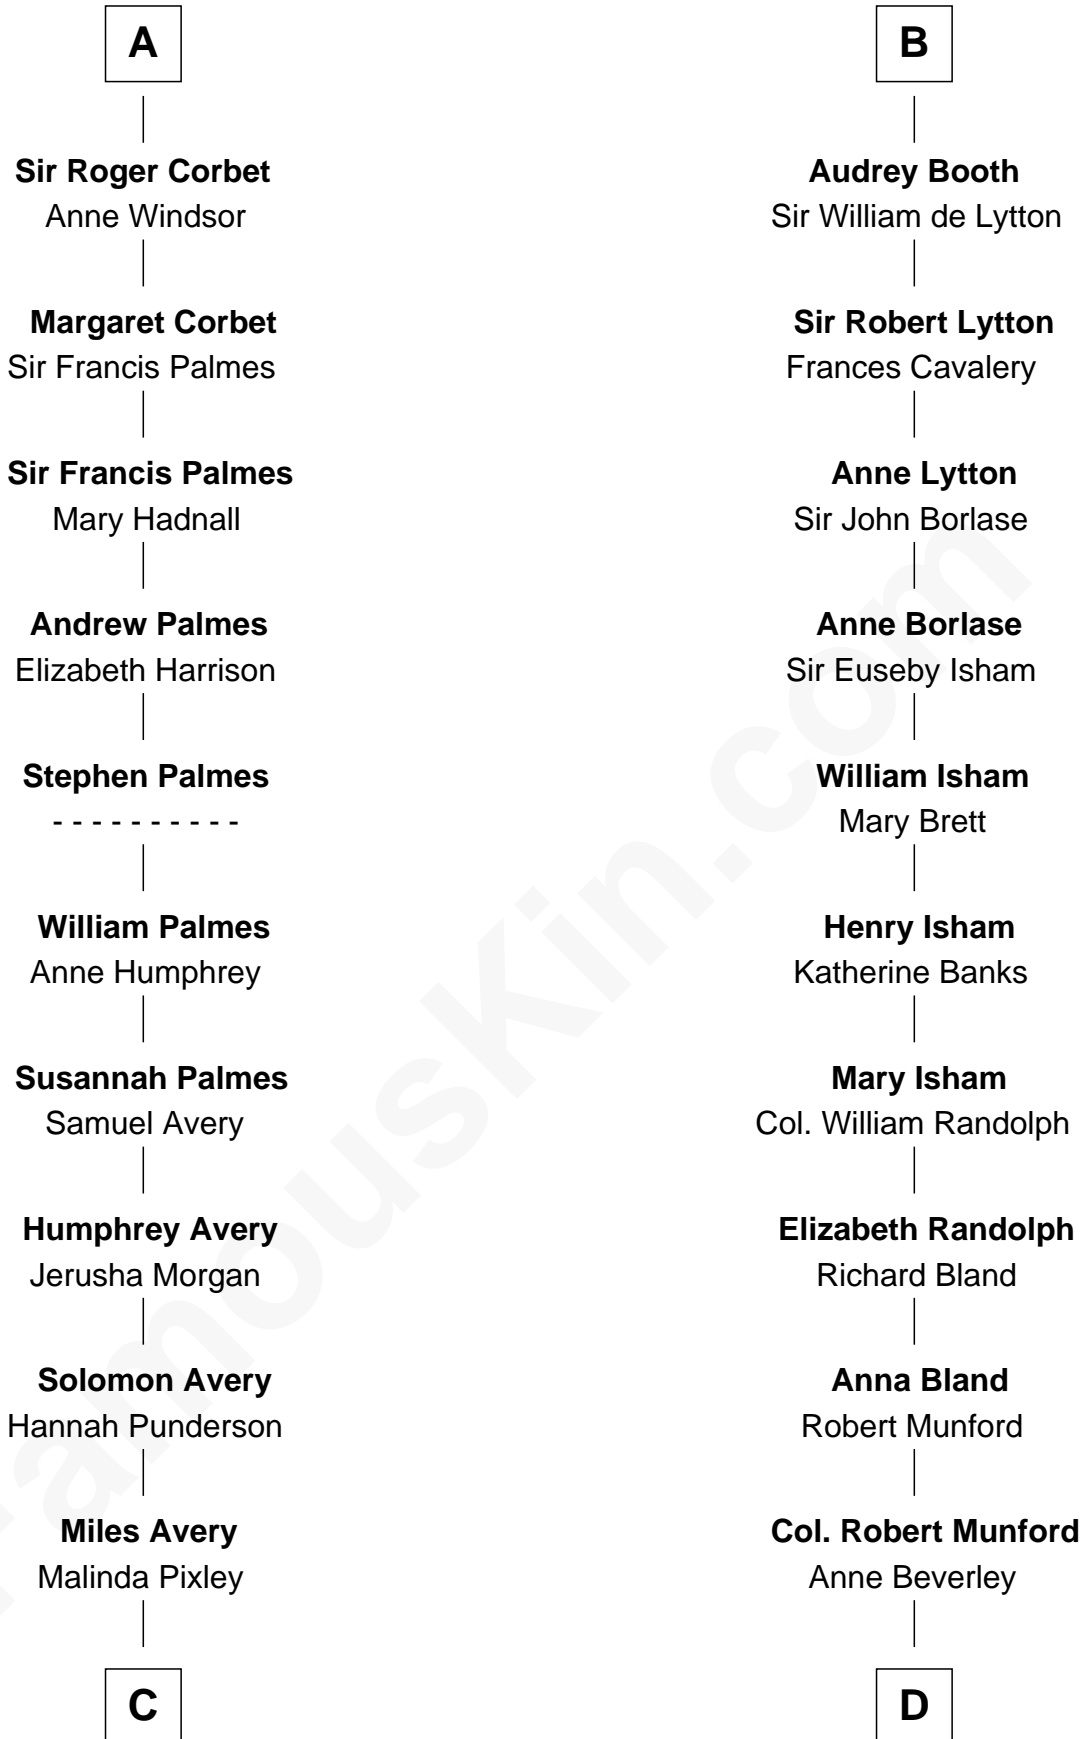 A
Sir Roger Corbet
Anne Windsor
Margaret Corbet
Sir Francis Palmes
Sir Francis Palmes
Mary Hadnall
Andrew Palmes
Elizabeth Harrison
Stephen Palmes
- - - - - - - - - -
William Palmes
Anne Humphrey
Susannah Palmes
Samuel Avery
Humphrey Avery
Jerusha Morgan
Solomon Avery
Hannah Punderson
Miles Avery
Malinda Pixley
C
B
Audrey Booth
Sir William de Lytton
Sir Robert Lytton
Frances Cavalery
Anne Lytton
Sir John Borlase
Anne Borlase
Sir Euseby Isham
William Isham
Mary Brett
Henry Isham
Katherine Banks
Mary Isham
Col. William Randolph
Elizabeth Randolph
Richard Bland
Anna Bland
Robert Munford
Col. Robert Munford
Anne Beverley
D
FamousKin.com